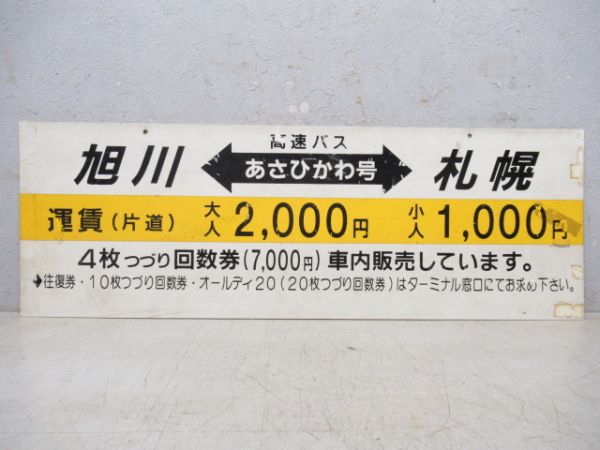 高速バス
旭川 あさひかわ号 札幌
運賃(片道) 大人 2,000円 小人 1,000円
4枚つづり回数券(7,000円)車内販売しています。
➔往復券・10枚つづり回数券・オールディ20(20枚つづり回数券)はターミナル窓口にてお求め下さい。